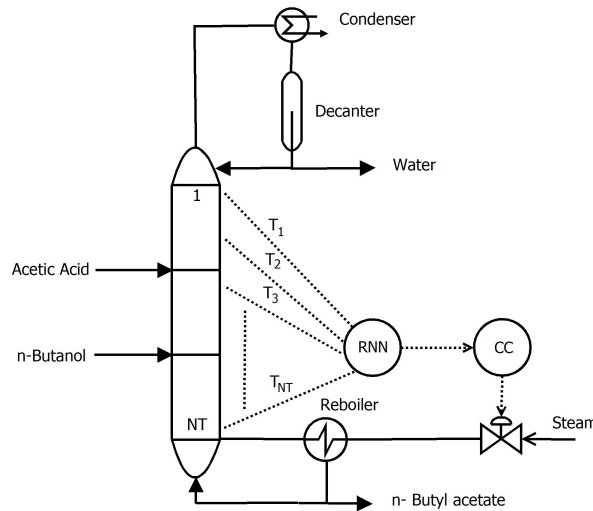 Condenser
Decanter
Water
1
T1
Acetic Acid
T2
T3
n-Butanol
RNN
CC
TNT
Reboiler
NT
Steam
n- Butyl acetate